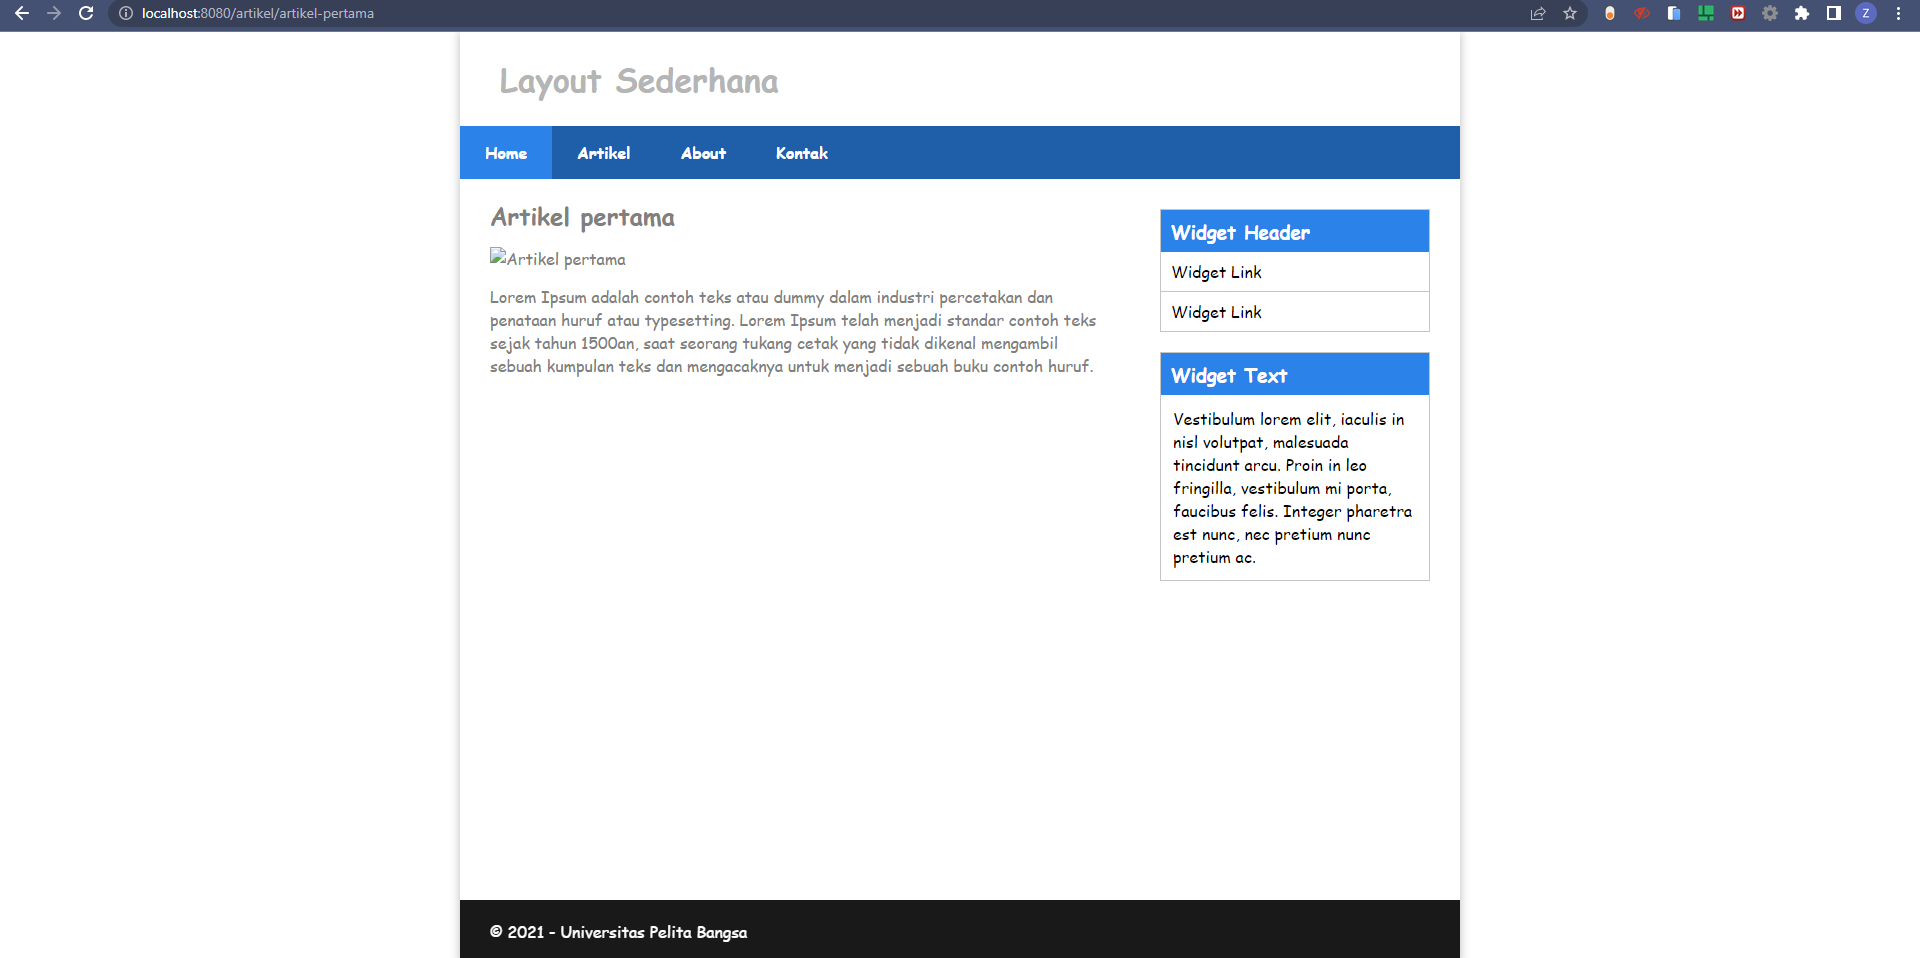 localhost:8080/artikel/artikel-pertama
Z
Layout Sederhana
Home Artikel About Kontak
Artikel pertama
Artikel pertama
Lorem Ipsum adalah contoh teks atau dummy dalam industri percetakan dan
penataan huruf atau typesetting. Lorem Ipsum telah menjadi standar contoh teks
sejak tahun 1500an, saat seorang tukang cetak yang tidak dikenal mengambil
sebuah kumpulan teks dan mengacaknya untuk menjadi sebuah buku contoh huruf.
Widget Header
Widget Link
Widget Link
Widget Text
Vestibulum lorem elit, iaculis in
nisl volutpat, malesuada
tincidunt arcu. Proin in leo
fringilla, vestibulum mi porta,
faucibus felis. Integer pharetra
est nunc, nec pretium nunc
pretium ac.
© 2021 - Universitas Pelita Bangsa